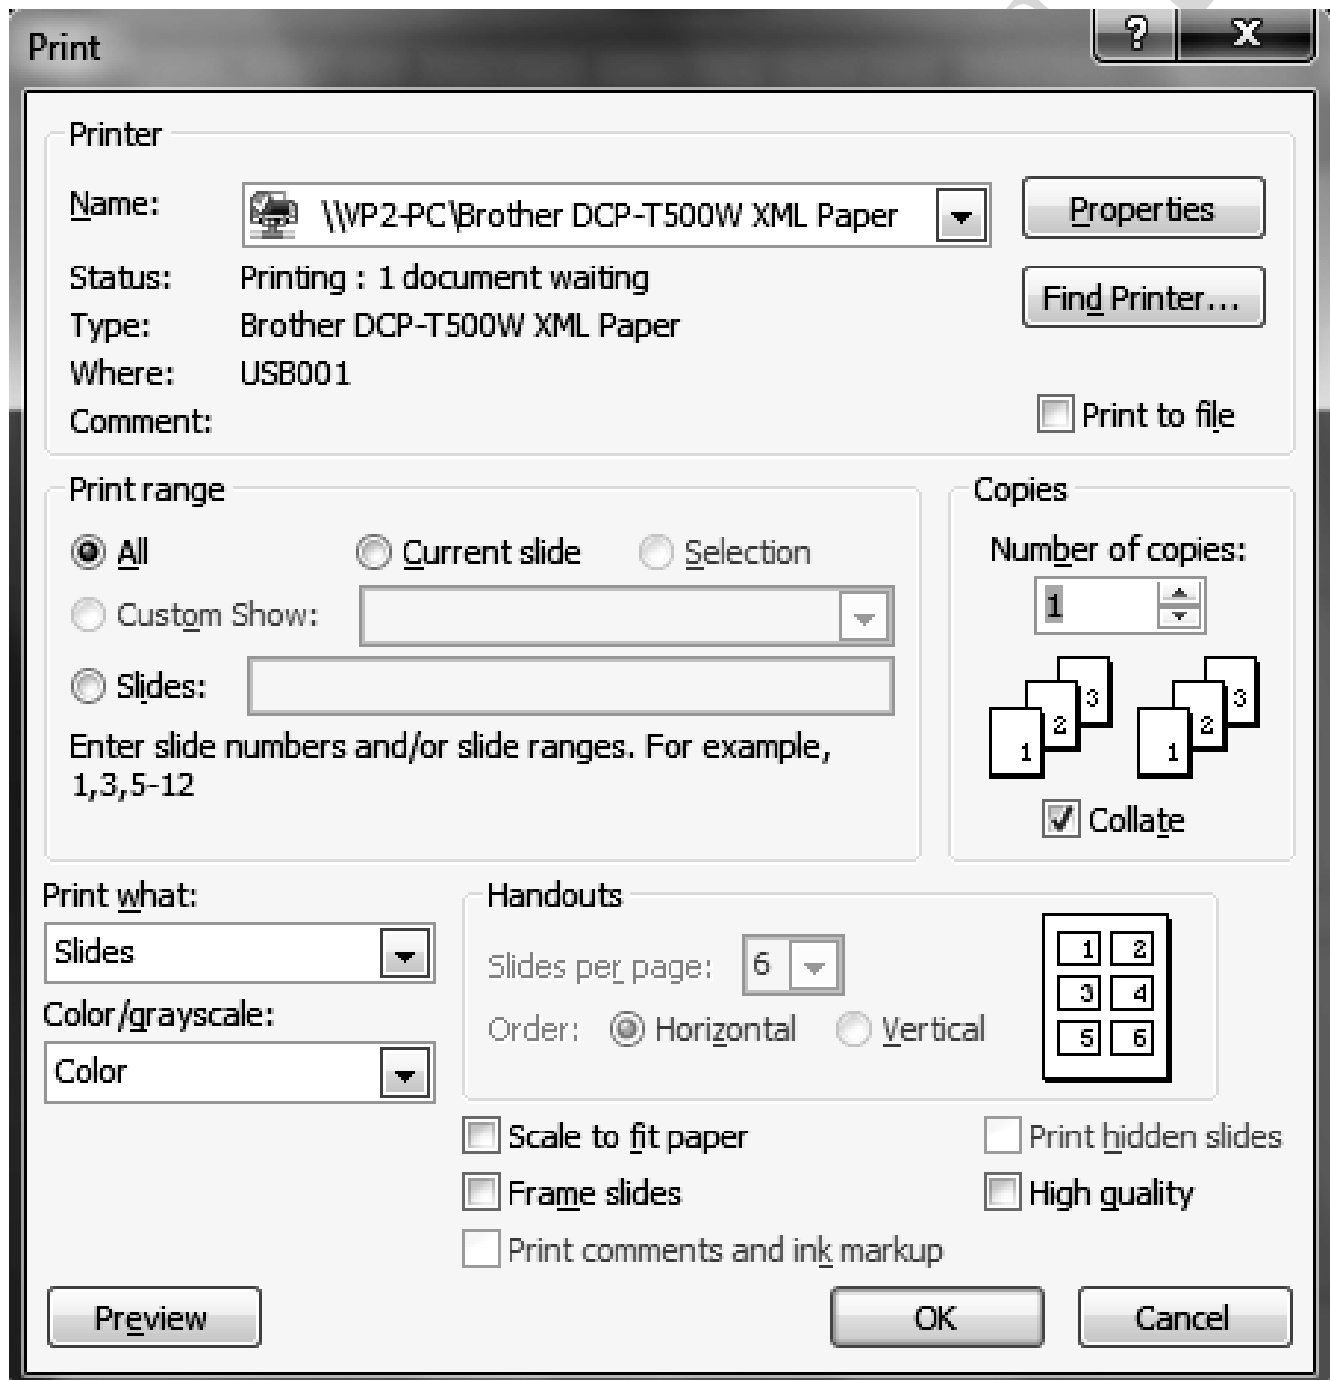 Print
Printer
Name: \\VP2-PC\Brother DCP-T500W XML Paper Properties
Status: Printing : 1 document waiting Find Printer...
Type: Brother DCP-T500W XML Paper
Where: USB001
Comment: Print to file
Print range
All Current slide Selection
Custom Show:
Slides:
Enter slide numbers and/or slide ranges. For example,
1,3,5-12
Copies
Number of copies:
1
1 2 3 1 2 3
Collate
Print what:
Slides
Color/grayscale:
Color
Handouts
Slides per page: 6
Order: Horizontal Vertical
1 2
3 4
5 6
Scale to fit paper Print hidden slides
Frame slides High quality
Print comments and ink markup
Preview OK Cancel